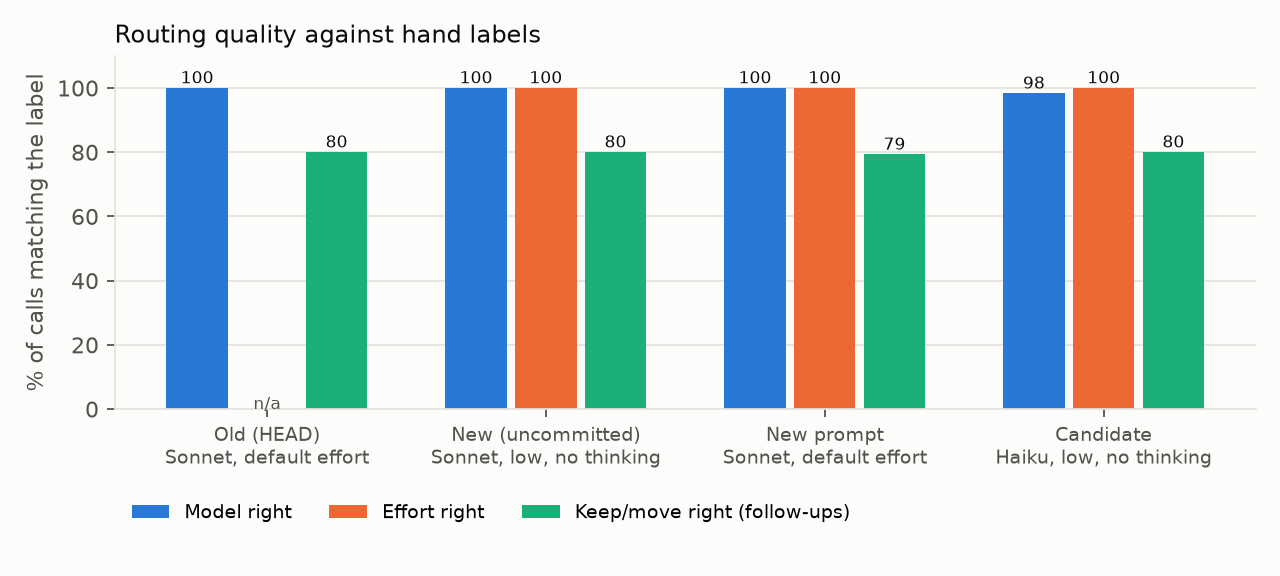 Routing quality against hand labels
% of calls matching the label
100
80
60
40
20
0
100
n/a
80
100
100
80
100
100
79
98
100
80
Old (HEAD)
Sonnet, default effort
New (uncommitted)
Sonnet, low, no thinking
New prompt
Sonnet, default effort
Candidate
Haiku, low, no thinking
Model right
Effort right
Keep/move right (follow-ups)